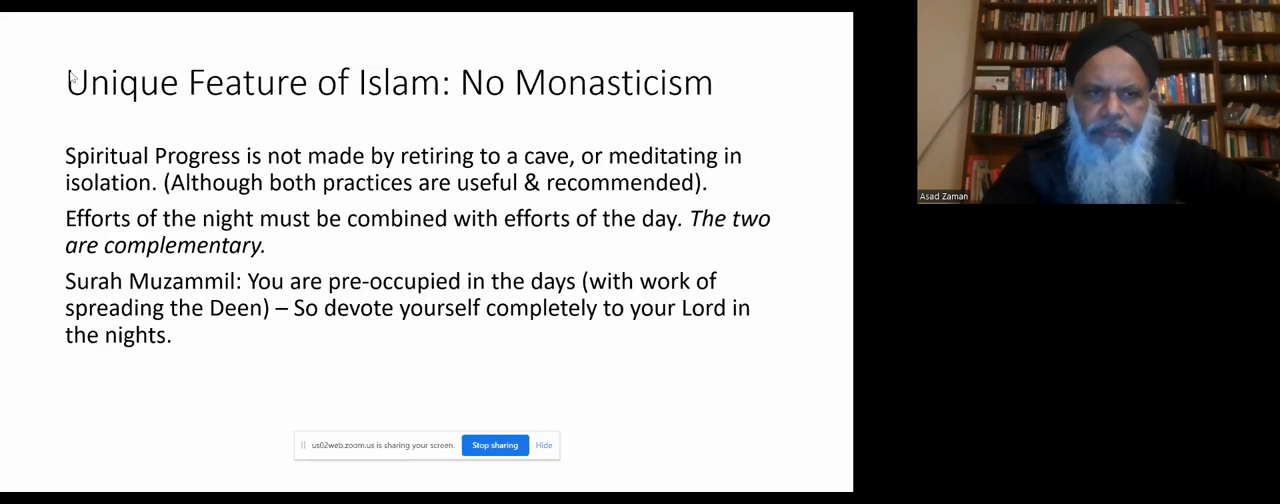 Unique Feature of Islam: No Monasticism
Spiritual Progress is not made by retiring to a cave, or meditating in
isolation. (Although both practices are useful & recommended).
Efforts of the night must be combined with efforts of the day. The two
are complementary.
Surah Muzammil: You are pre-occupied in the days (with work of
spreading the Deen) – So devote yourself completely to your Lord in
the nights.
us02web.zoom.us is sharing your screen. Stop sharing Hide
Asad Zaman